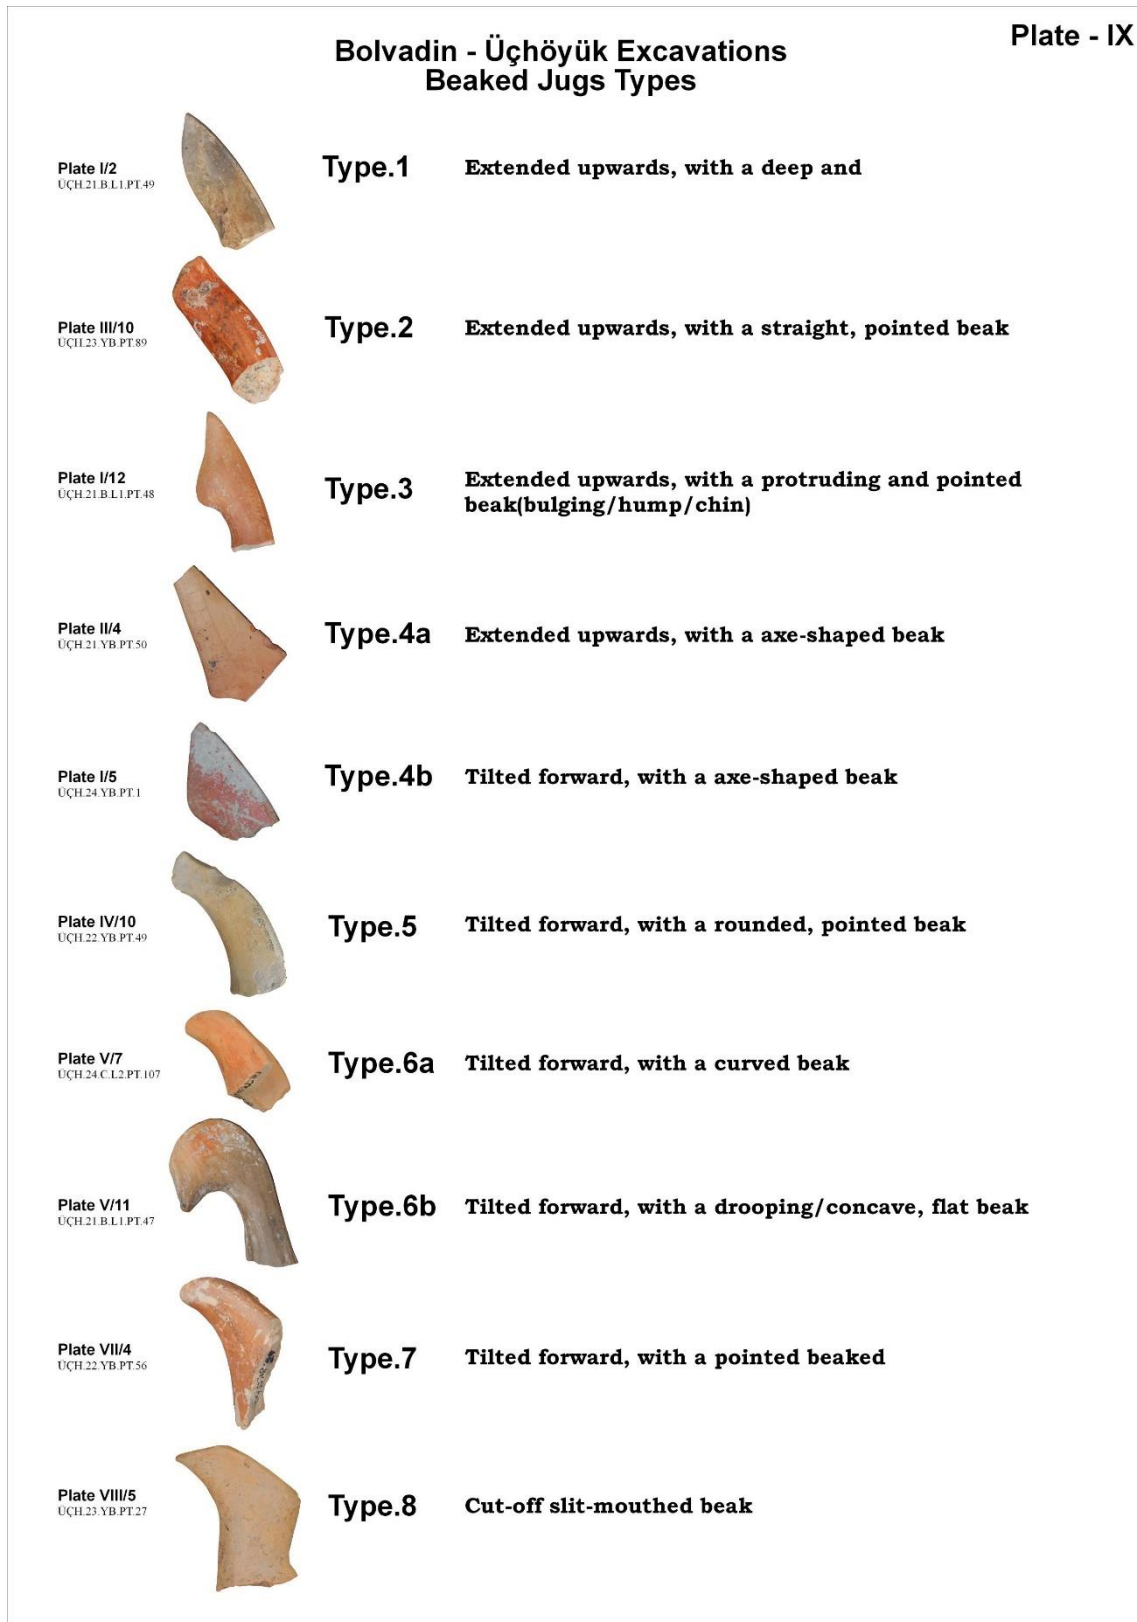 Plate - IX
Bolvadin - Üçhöyük Excavations
Beaked Jugs Types
Plate I/2
ÜÇH.21.B.L1.PT.49
Type.1
Extended upwards, with a deep and
Plate III/10
ÜÇH.23.YB.PT.89
Type.2
Extended upwards, with a straight, pointed beak
Plate I/12
ÜÇH.21.B.L1.PT.48
Type.3
Extended upwards, with a protruding and pointed
beak(bulging/hump/chin)
Plate II/4
ÜÇH.21.YB.PT.50
Type.4a
Extended upwards, with a axe-shaped beak
Plate I/5
ÜÇH.24.YB.PT.1
Type.4b
Tilted forward, with a axe-shaped beak
Plate IV/10
ÜÇH.22.YB.PT.49
Type.5
Tilted forward, with a rounded, pointed beak
Plate V/7
ÜÇH.24.C.L2.PT.107
Type.6a
Tilted forward, with a curved beak
Plate V/11
ÜÇH.21.B.L1.PT.47
Type.6b
Tilted forward, with a drooping/concave, flat beak
Plate VII/4
ÜÇH.22.YB.PT.56
Type.7
Tilted forward, with a pointed beaked
Plate VIII/5
ÜÇH.23.YB.PT.27
Type.8
Cut-off slit-mouthed beak